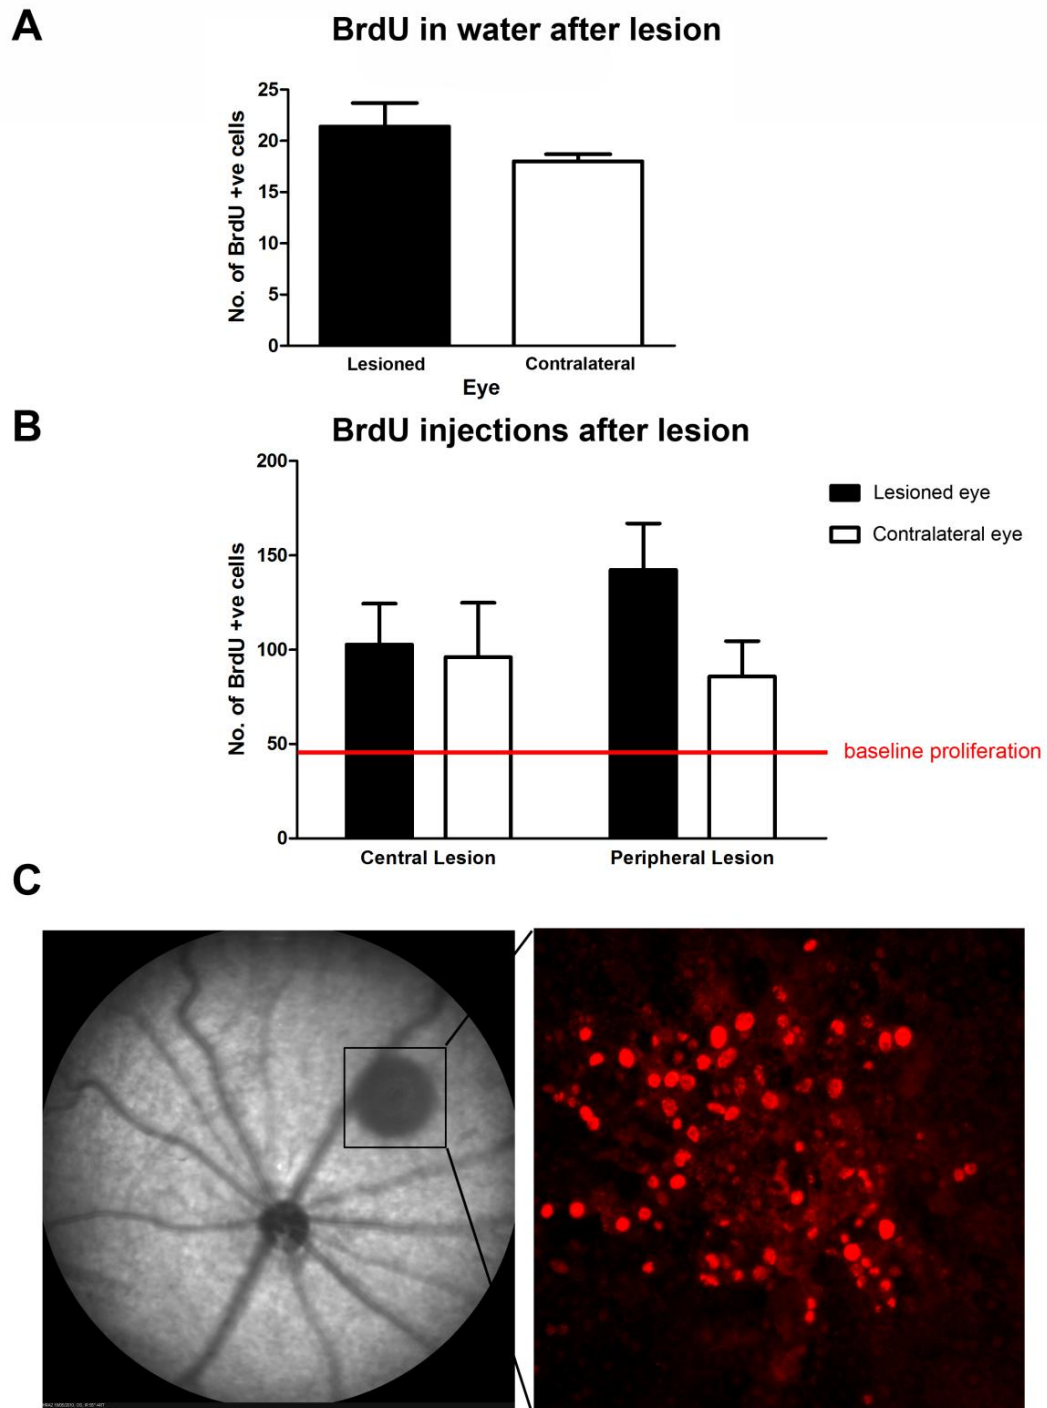 A
BrdU in water after lesion
No. of BrdU +ve cells
25
20
15
10
5
0
Lesioned
Contralateral
Eye
B
BrdU injections after lesion
No. of BrdU +ve cells
200
150
100
50
0
Lesioned eye
Contralateral eye
baseline proliferation
Central Lesion
Peripheral Lesion
C